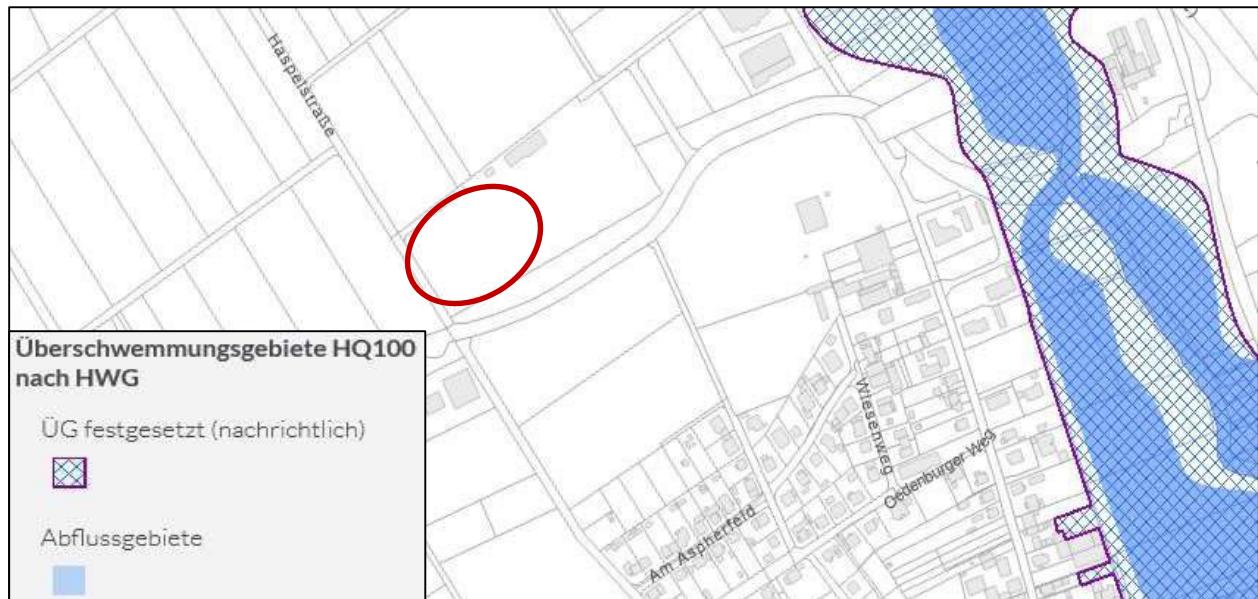 Haspelstraße
Überschwemmungsgebiete HQ100
nach HWG
ÜG festgesetzt (nachrichtlich)
Abflussgebiete
Wiesenweg
Oedenburger Weg
Am Aspherfeld